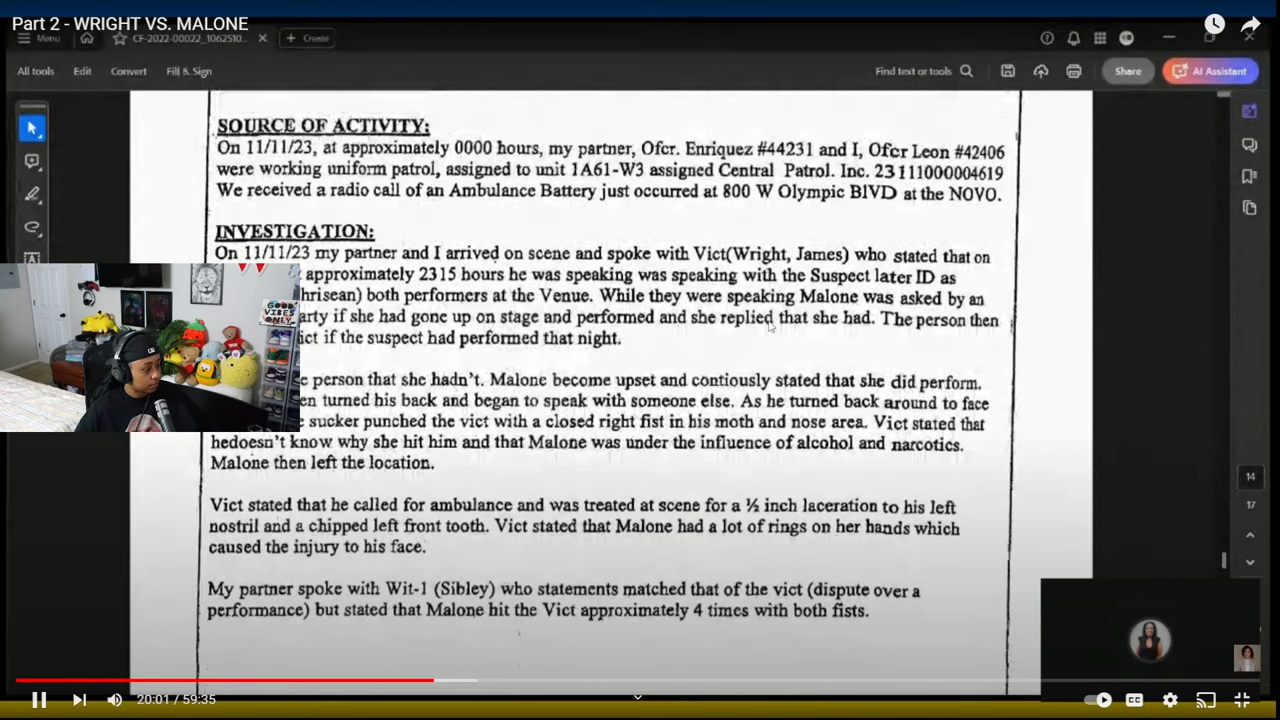 Part 2 - WRIGHT VS. MALONE
Menu
CF-2022-00022_1062510...
+ Create
All tools Edit Convert Fill & Sign
Find text or tools
Share
AI Assistant
SOURCE OF ACTIVITY:
On 11/11/23, at approximately 0000 hours, my partner, Ofcr. Enriquez #44231 and I, Ofcr Leon #42406
were working uniform patrol, assigned to unit 1A61-W3 assigned Central Patrol. Inc. 231111000004619
We received a radio call of an Ambulance Battery just occurred at 800 W Olympic BlVD at the NOVO.
INVESTIGATION:
On 11/11/23 my partner and I arrived on scene and spoke with Vict(Wright, James) who stated that on
approximately 2315 hours he was speaking was speaking with the Suspect later ID as
hrisean) both performers at the Venue. While they were speaking Malone was asked by an
arty if she had gone up on stage and performed and she replied that she had. The person then
ict if the suspect had performed that night.
e person that she hadn't. Malone become upset and contiously stated that she did perform.
en turned his back and began to speak with someone else. As he turned back around to face
sucker punched the vict with a closed right fist in his moth and nose area. Vict stated that
hedoesn't know why she hit him and that Malone was under the influence of alcohol and narcotics.
Malone then left the location.
Vict stated that he called for ambulance and was treated at scene for a ½ inch laceration to his left
nostril and a chipped left front tooth. Vict stated that Malone had a lot of rings on her hands which
caused the injury to his face.
My partner spoke with Wit-1 (Sibley) who statements matched that of the vict (dispute over a
performance) but stated that Malone hit the Vict approximately 4 times with both fists.
GOOD
VIBES
ONLY
14
17
20:01 / 59:35
CC